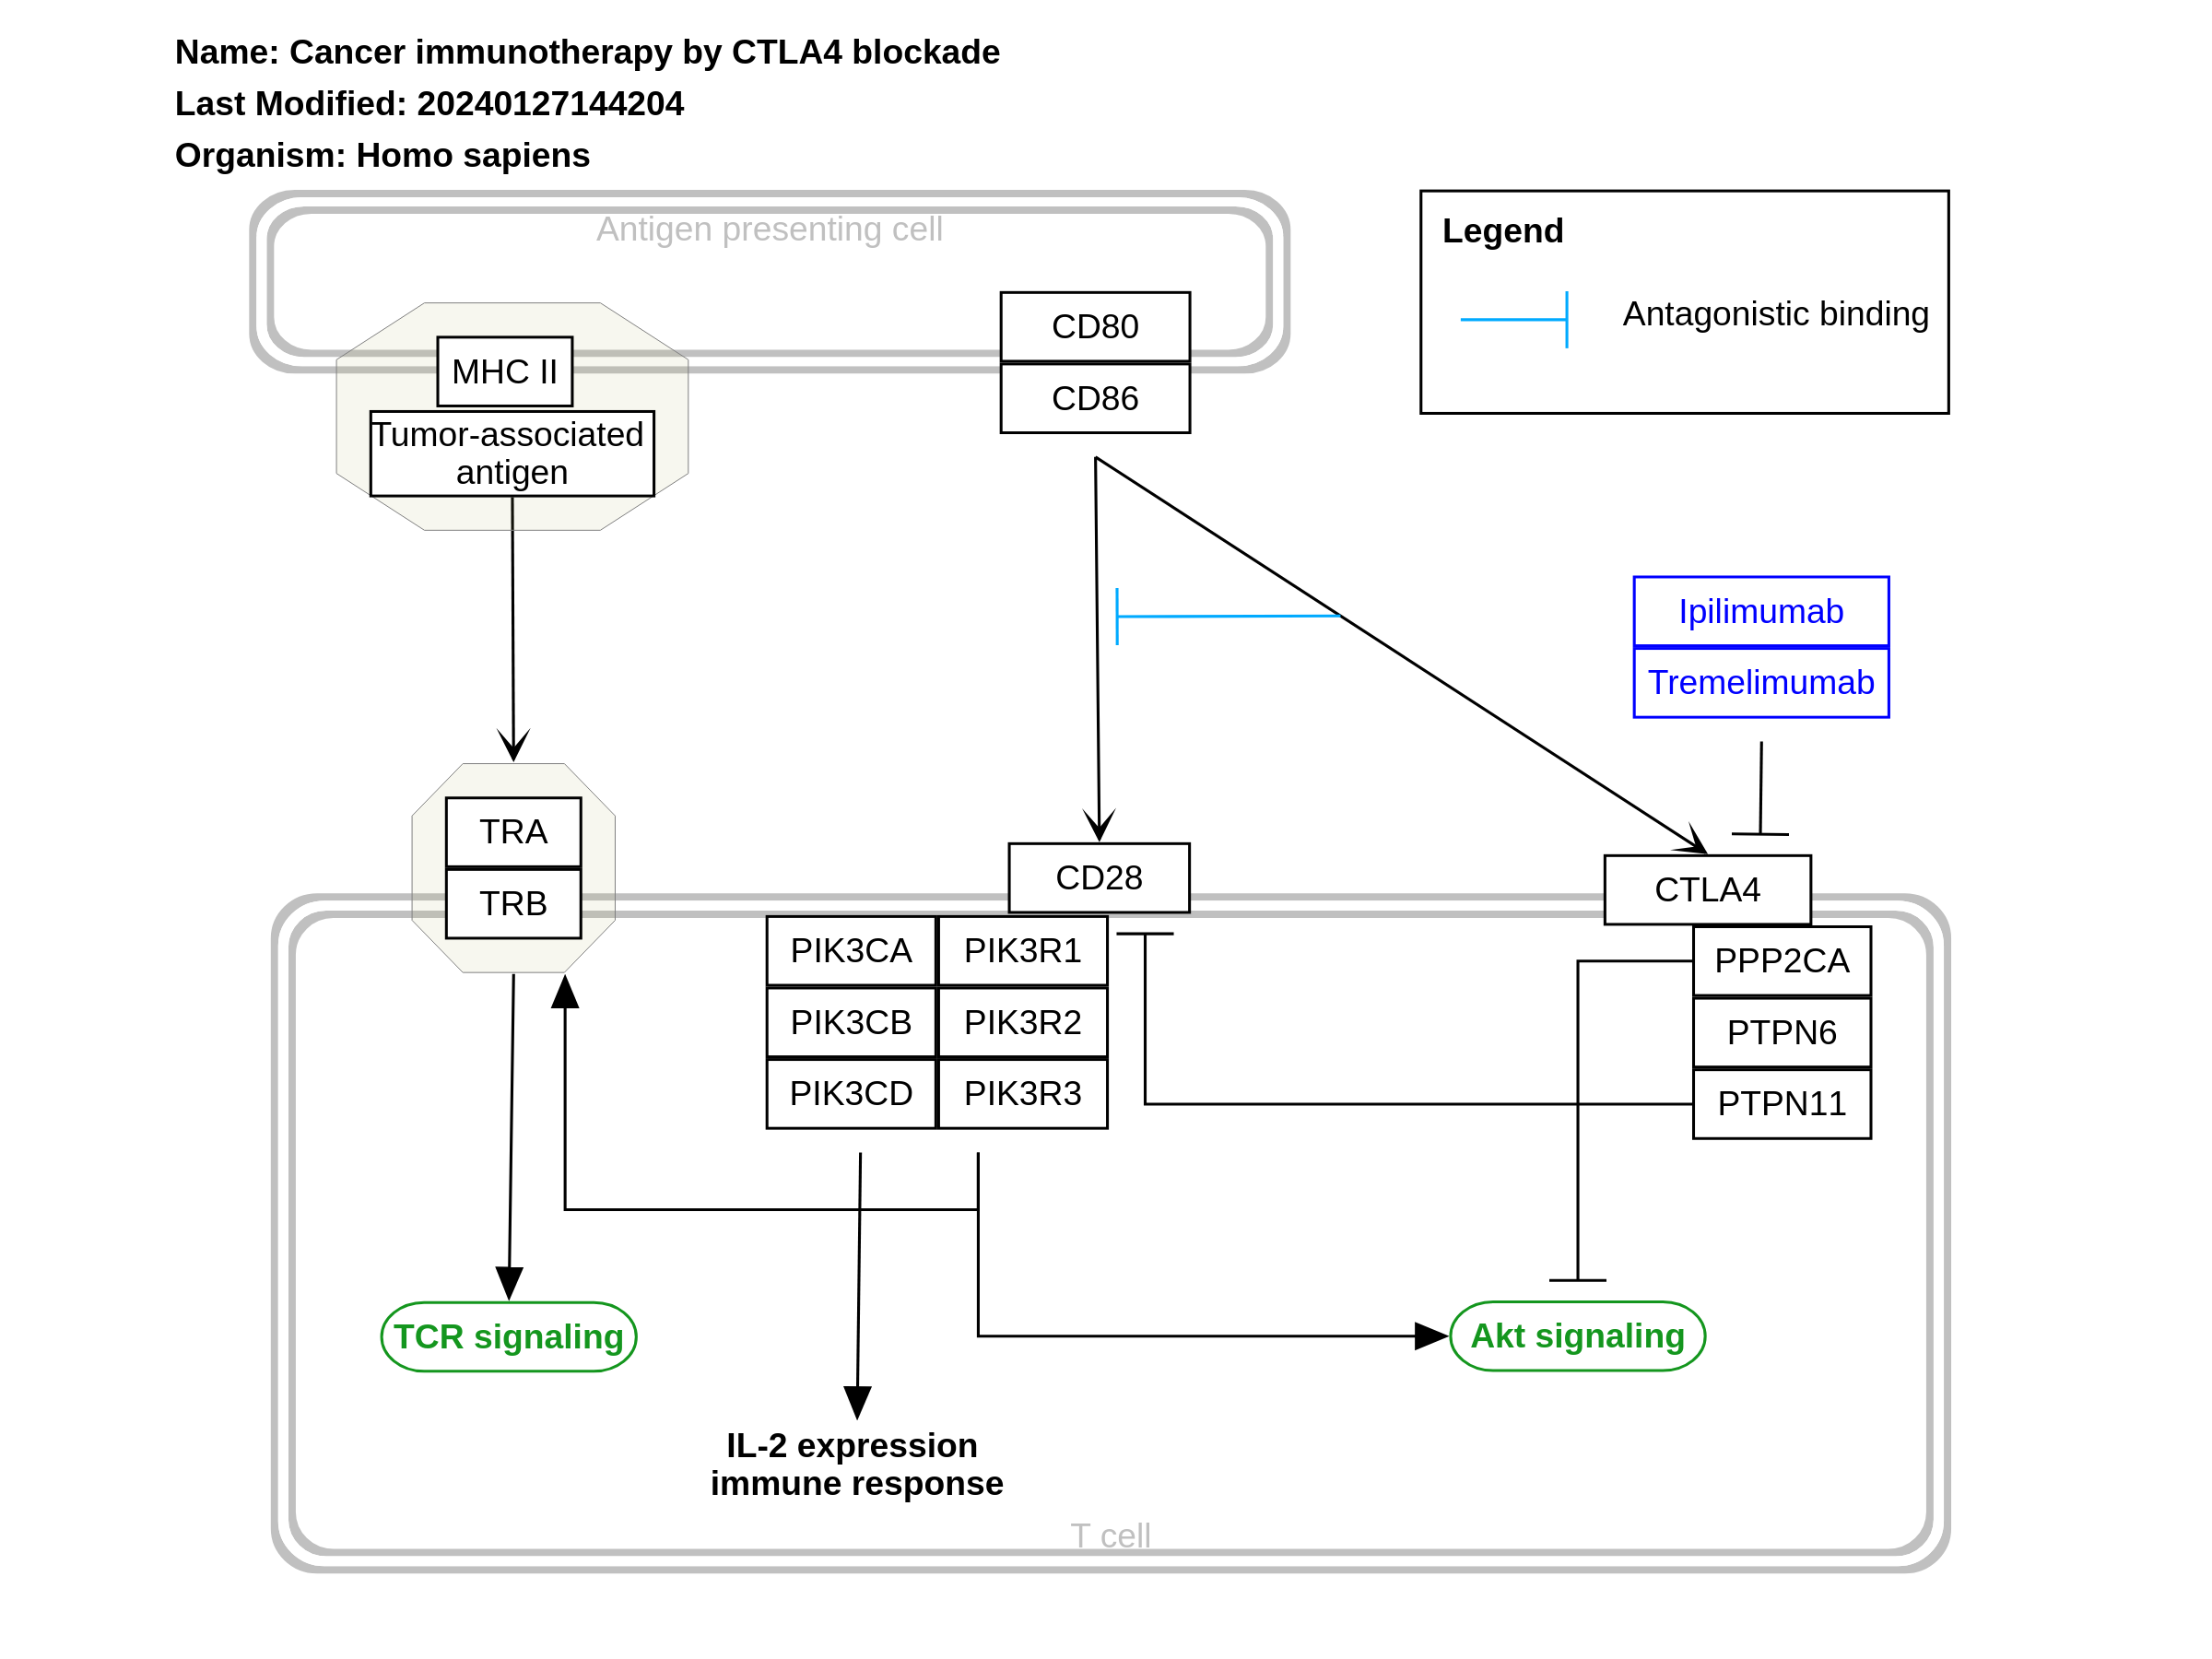 Name: Cancer immunotherapy by CTLA4 blockade
Last Modified: 20240127144204
Organism: Homo sapiens
Antigen presenting cell
Legend
Antagonistic binding
CD80
CD86
MHC II
Tumor-associated
antigen
Ipilimumab
Tremelimumab
TRA
TRB
CD28
CTLA4
PIK3CA
PIK3R1
PIK3CB
PIK3R2
PIK3CD
PIK3R3
PPP2CA
PTPN6
PTPN11
TCR signaling
Akt signaling
IL-2 expression
immune response
T cell